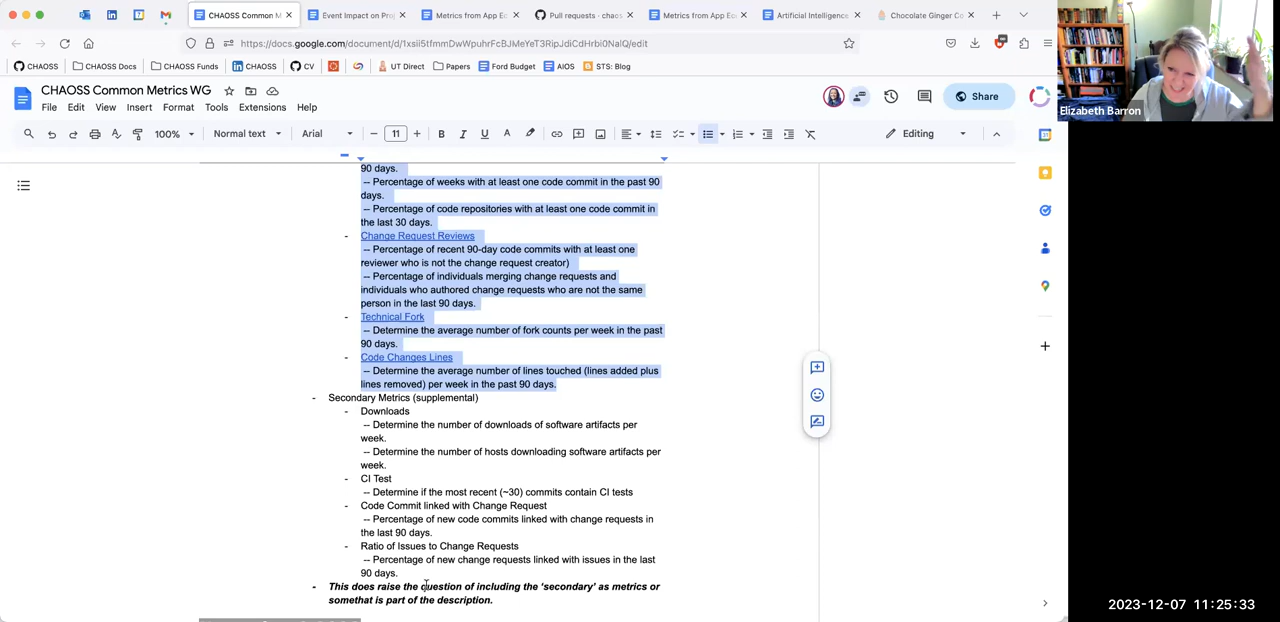 CHAOSS Common M
Event Impact on Pro
Metrics from App Ec
Pull requests · chaos
Metrics from App Ec
Artificial Intelligence
Chocolate Ginger Co
https://docs.google.com/document/d/1xsil5tfmmDwWpuhrFcBJMeYeT3RipJdiCdHrbi0NalQ/edit
CHAOSS
CHAOSS Docs
CHAOSS Funds
CHAOSS
CV
UT Direct
Papers
Ford Budget
AIOS
STS: Blog
CHAOSS Common Metrics WG
File Edit View Insert Format Tools Extensions Help
Share
Elizabeth Barron
100% Normal text Arial 11 Editing
90 days.
-- Percentage of weeks with at least one code commit in the past 90
days.
-- Percentage of code repositories with at least one code commit in
the last 30 days.
- Change Request Reviews
-- Percentage of recent 90-day code commits with at least one
reviewer who is not the change request creator)
-- Percentage of individuals merging change requests and
individuals who authored change requests who are not the same
person in the last 90 days.
- Technical Fork
-- Determine the average number of fork counts per week in the past
90 days.
- Code Changes Lines
-- Determine the average number of lines touched (lines added plus
lines removed) per week in the past 90 days.
- Secondary Metrics (supplemental)
- Downloads
-- Determine the number of downloads of software artifacts per
week.
-- Determine the number of hosts downloading software artifacts per
week.
- CI Test
-- Determine if the most recent (~30) commits contain CI tests
- Code Commit linked with Change Request
-- Percentage of new code commits linked with change requests in
the last 90 days.
- Ratio of Issues to Change Requests
-- Percentage of new change requests linked with issues in the last
90 days.
- This does raise the question of including the ‘secondary’ as metrics or
somethat is part of the description.
2023-12-07 11:25:33